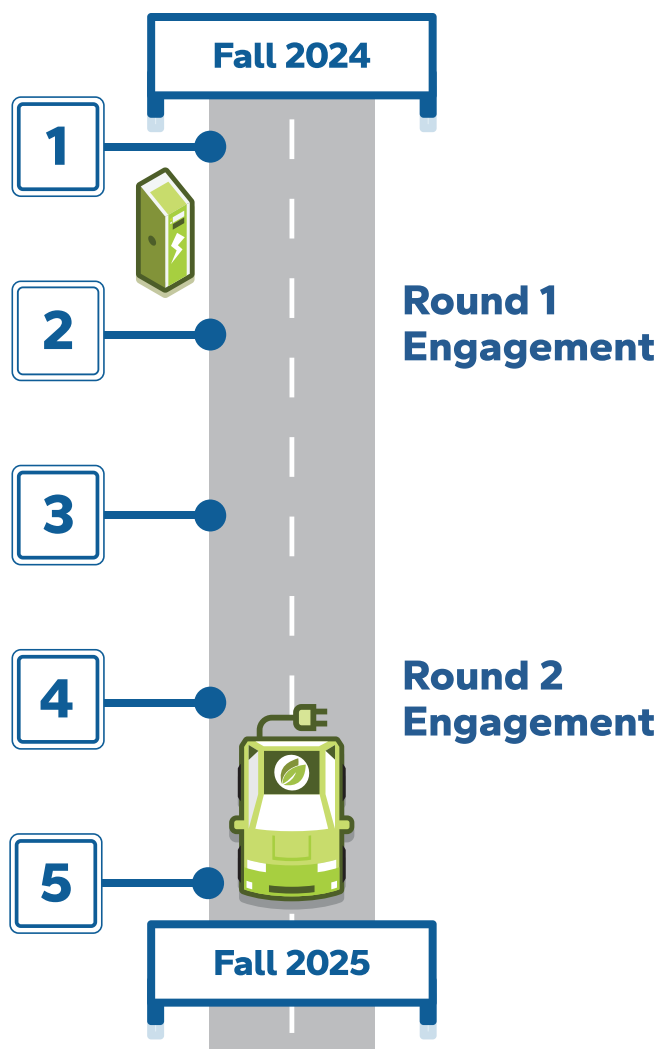 Fall 2024
1
2
Round 1
Engagement
3
4
Round 2
Engagement
5
Fall 2025